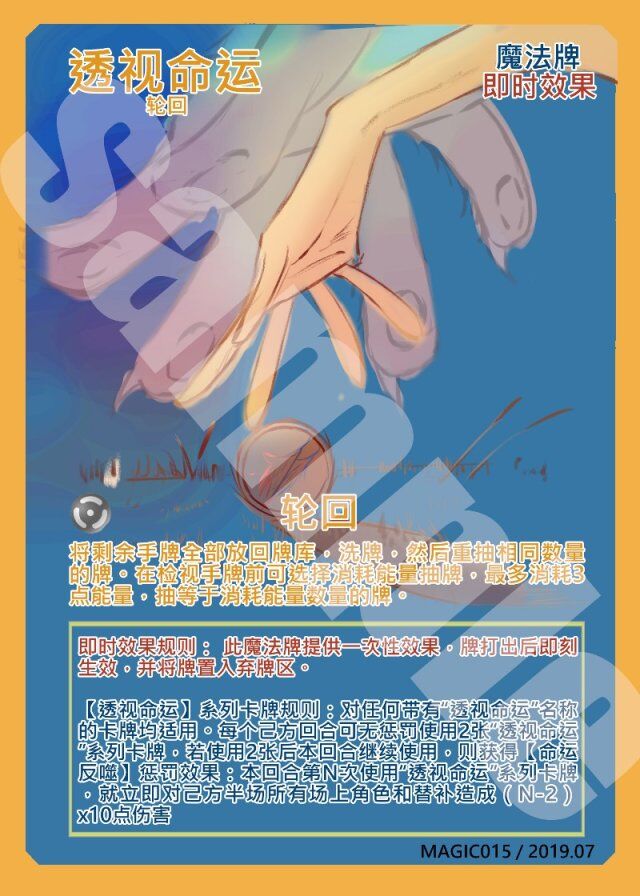 透视命运
轮回
魔法牌
即时效果
轮回
将剩余手牌全部放回牌库，洗牌，然后重抽相同数量
的牌。在检视手牌前可选择消耗能量抽牌，最多消耗3
点能量，抽等于消耗能量数量的牌。
即时效果规则： 此魔法牌提供一次性效果，牌打出后即刻
生效，并将牌置入弃牌区。
【透视命运】系列卡牌规则：对任何带有“透视命运”名称
的卡牌均适用。每个己方回合可无惩罚使用2张“透视命运
”系列卡牌，若使用2张后本回合继续使用，则获得【命运
反噬】惩罚效果：本回合第N次使用“透视命运”系列卡牌
，就立即对己方半场所有场上角色和替补造成（N-2）
x10点伤害
MAGIC015 / 2019.07